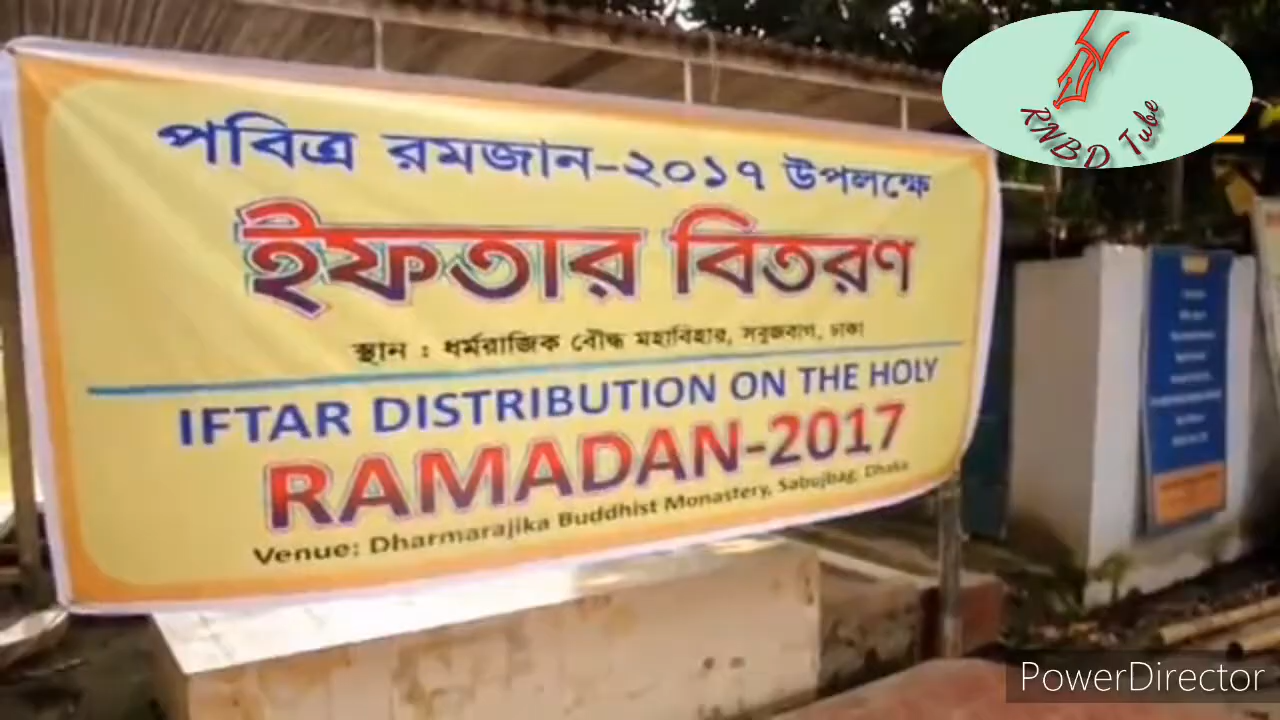 পবিত্র রমজান-২০১৭ উপলক্ষে
ইফতার বিতরণ
স্থান : ধর্মরাজিক বৌদ্ধ মহাবিহার, সবুজবাগ, ঢাকা
IFTAR DISTRIBUTION ON THE HOLY
RAMADAN-2017
Venue: Dharmarajika Buddhist Monastery, Sabujbag, Dhaka
RNBD Tube
PowerDirector